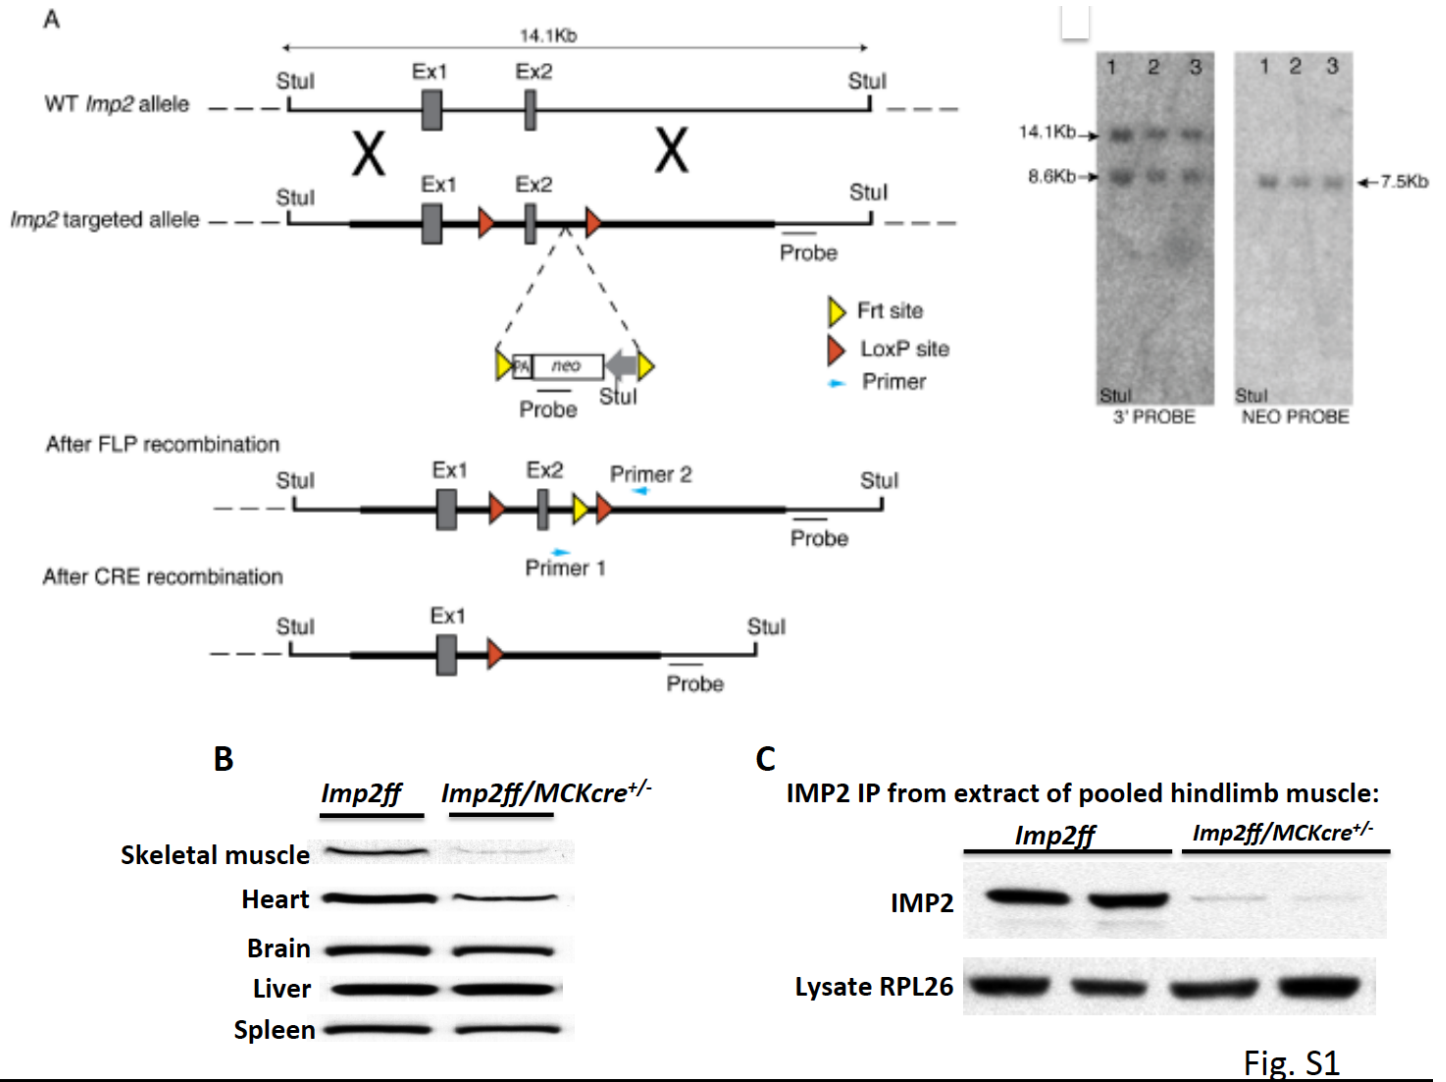 A
14.1Kb
StuI Ex1 Ex2 StuI
WT Imp2 allele
X X
StuI Ex1 Ex2 StuI
Imp2 targeted allele
Probe
Frt site
LoxP site
Primer
PA neo
Probe StuI
After FLP recombination
StuI Ex1 Ex2 Primer 2 StuI
Probe
Primer 1
After CRE recombination
StuI Ex1 StuI
Probe
1 2 3
14.1Kb
8.6Kb
StuI
3' PROBE
1 2 3
7.5Kb
StuI
NEO PROBE
B
Imp2ff Imp2ff/MCKcre+/-
Skeletal muscle
Heart
Brain
Liver
Spleen
C
IMP2 IP from extract of pooled hindlimb muscle:
Imp2ff Imp2ff/MCKcre+/-
IMP2
Lysate RPL26
Fig. S1